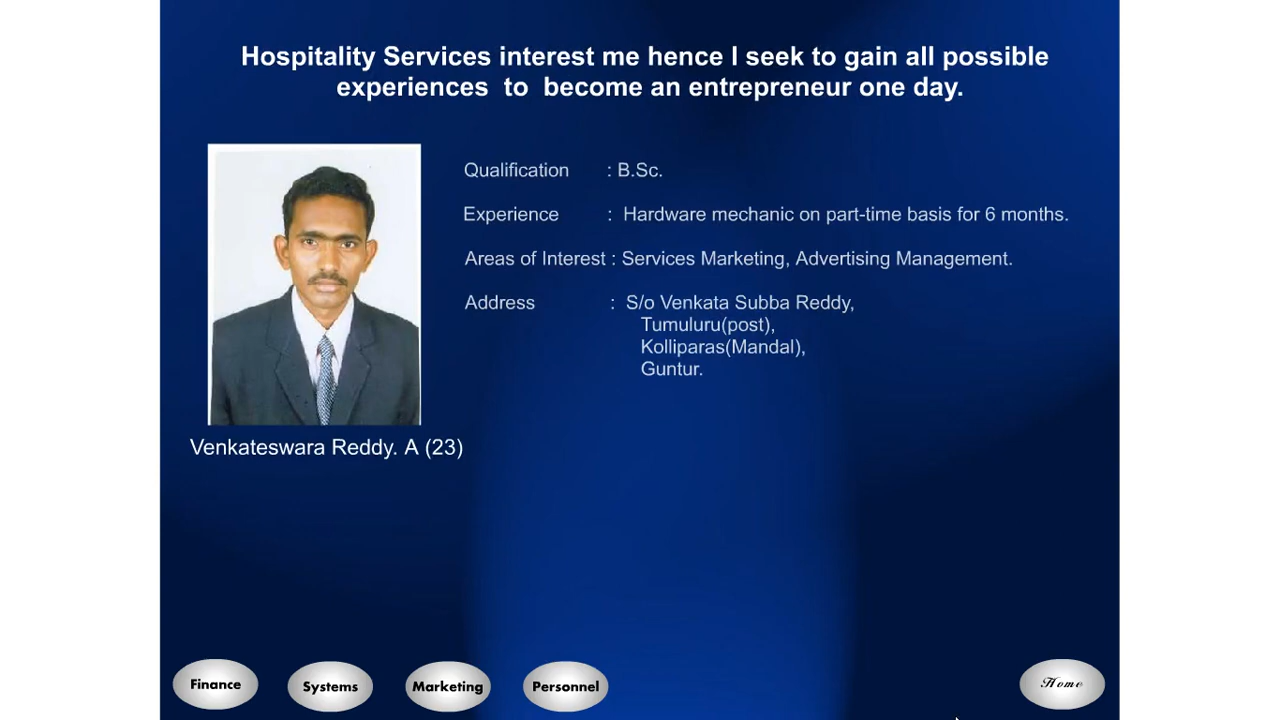 Hospitality Services interest me hence I seek to gain all possible
experiences to become an entrepreneur one day.
Qualification : B.Sc.
Experience : Hardware mechanic on part-time basis for 6 months.
Areas of Interest : Services Marketing, Advertising Management.
Address : S/o Venkata Subba Reddy,
Tumuluru(post),
Kolliparas(Mandal),
Guntur.
Venkateswara Reddy. A (23)
Finance
Systems
Marketing
Personnel
Home